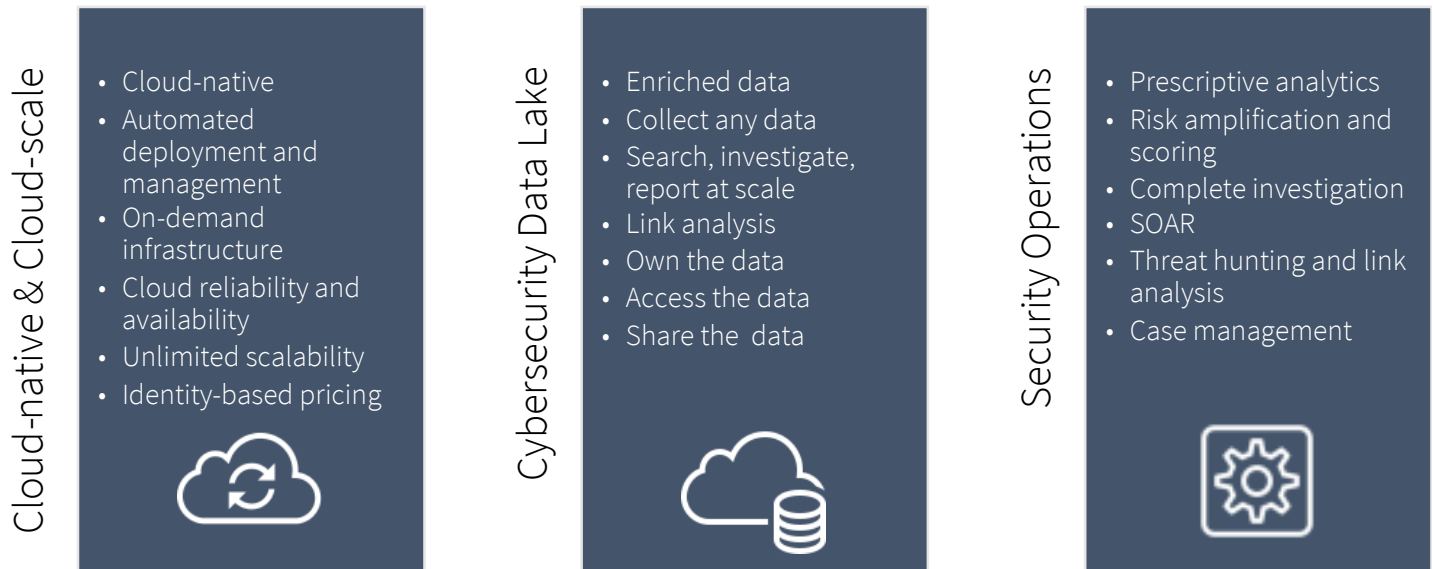 Cloud-native & Cloud-scale
• Cloud-native
• Automated
deployment and
management
• On-demand
infrastructure
• Cloud reliability and
availability
• Unlimited scalability
• Identity-based pricing
Cybersecurity Data Lake
• Enriched data
• Collect any data
• Search, investigate,
report at scale
• Link analysis
• Own the data
• Access the data
• Share the  data
Security Operations
• Prescriptive analytics
• Risk amplification and
scoring
• Complete investigation
• SOAR
• Threat hunting and link
analysis
• Case management